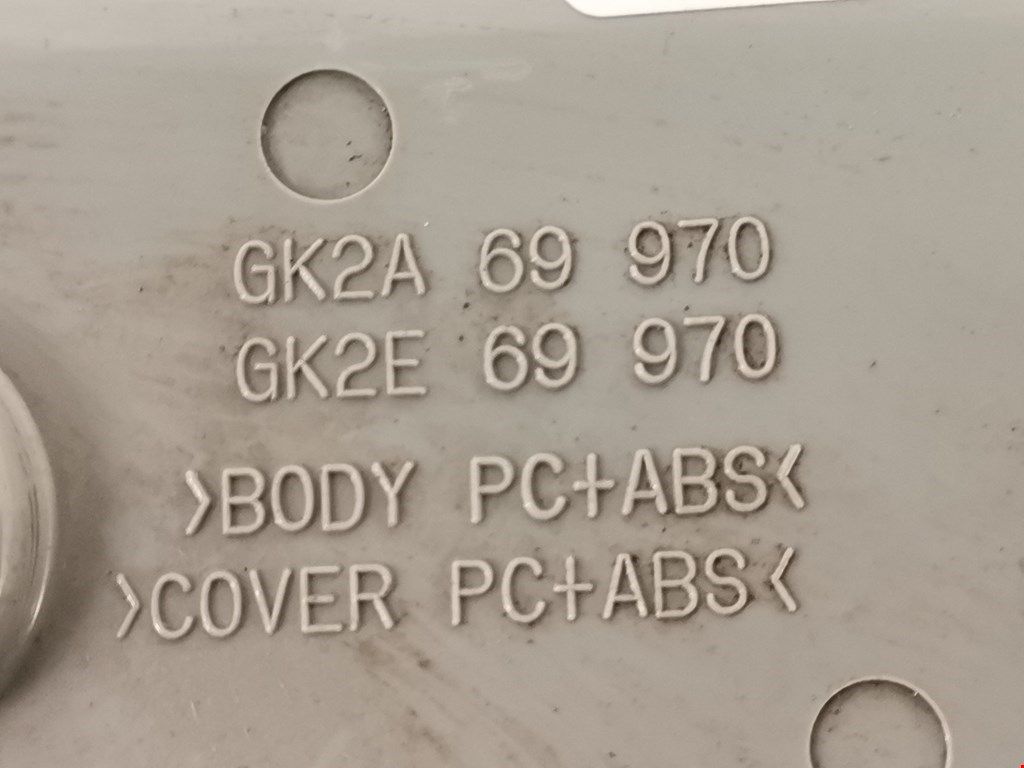 GK2A 69 970
GK2E 69 970
>BODY PC+ABS<
>COVER PC+ABS<